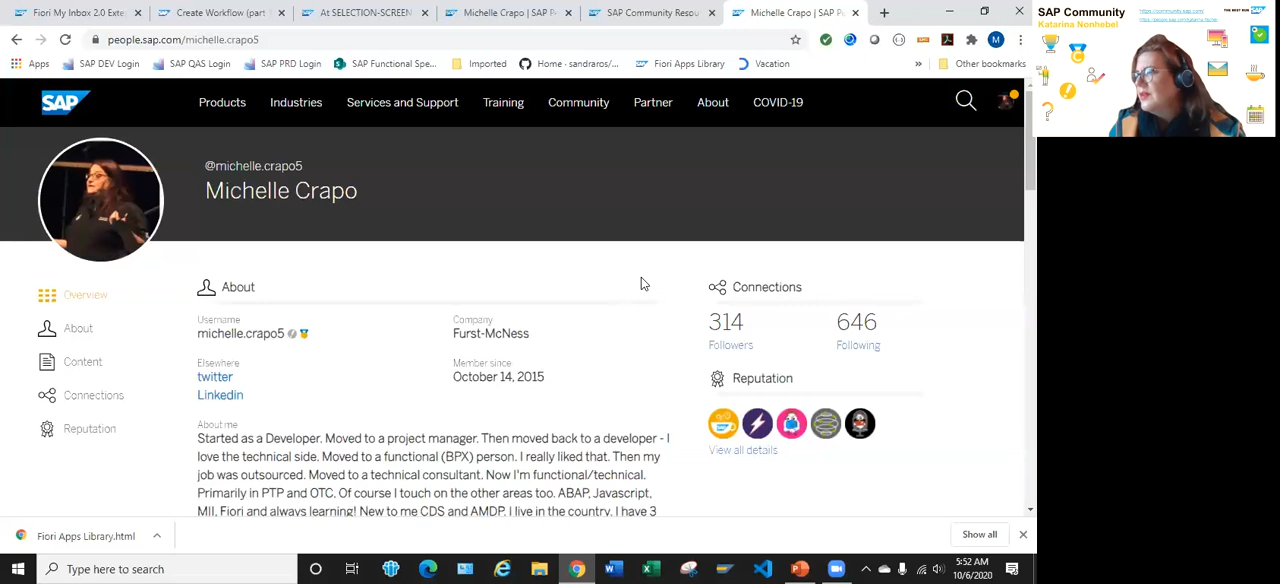 Fiori My Inbox 2.0 Exte
Create Workflow (part
At SELECTION-SCREEN
Michelle Crapo | SAP P
SAP Community Resou
Michelle Crapo | SAP P
people.sap.com/michelle.crapo5
M
Apps
SAP DEV Login
SAP QAS Login
SAP PRD Login
SAP Functional Spe...
Imported
Home · sandraros/...
Fiori Apps Library
Vacation
»
Other bookmarks
SAP
Products
Industries
Services and Support
Training
Community
Partner
About
COVID-19
@michelle.crapo5
Michelle Crapo
Overview
About
Content
Connections
Reputation
About
Username
michelle.crapo5
Company
Furst-McNess
Elsewhere
twitter
Linkedin
Member since
October 14, 2015
About me
Started as a Developer. Moved to a project manager. Then moved back to a developer - I
love the technical side. Moved to a functional (BPX) person. I really liked that. Then my
job was outsourced. Moved to a technical consultant. Now I'm functional/technical.
Primarily in PTP and OTC. Of course I touch on the other areas too. ABAP, Javascript,
MII, Fiori and always learning! New to me CDS and AMDP. I live in the country. I have 3
Connections
314
Followers
646
Following
Reputation
View all details
Fiori Apps Library.html
Show all
Type here to search
5:52 AM
10/6/2020
SAP Community
Katarina Nonhebel
https://community.sap.com/
THE BEST RUN SAP